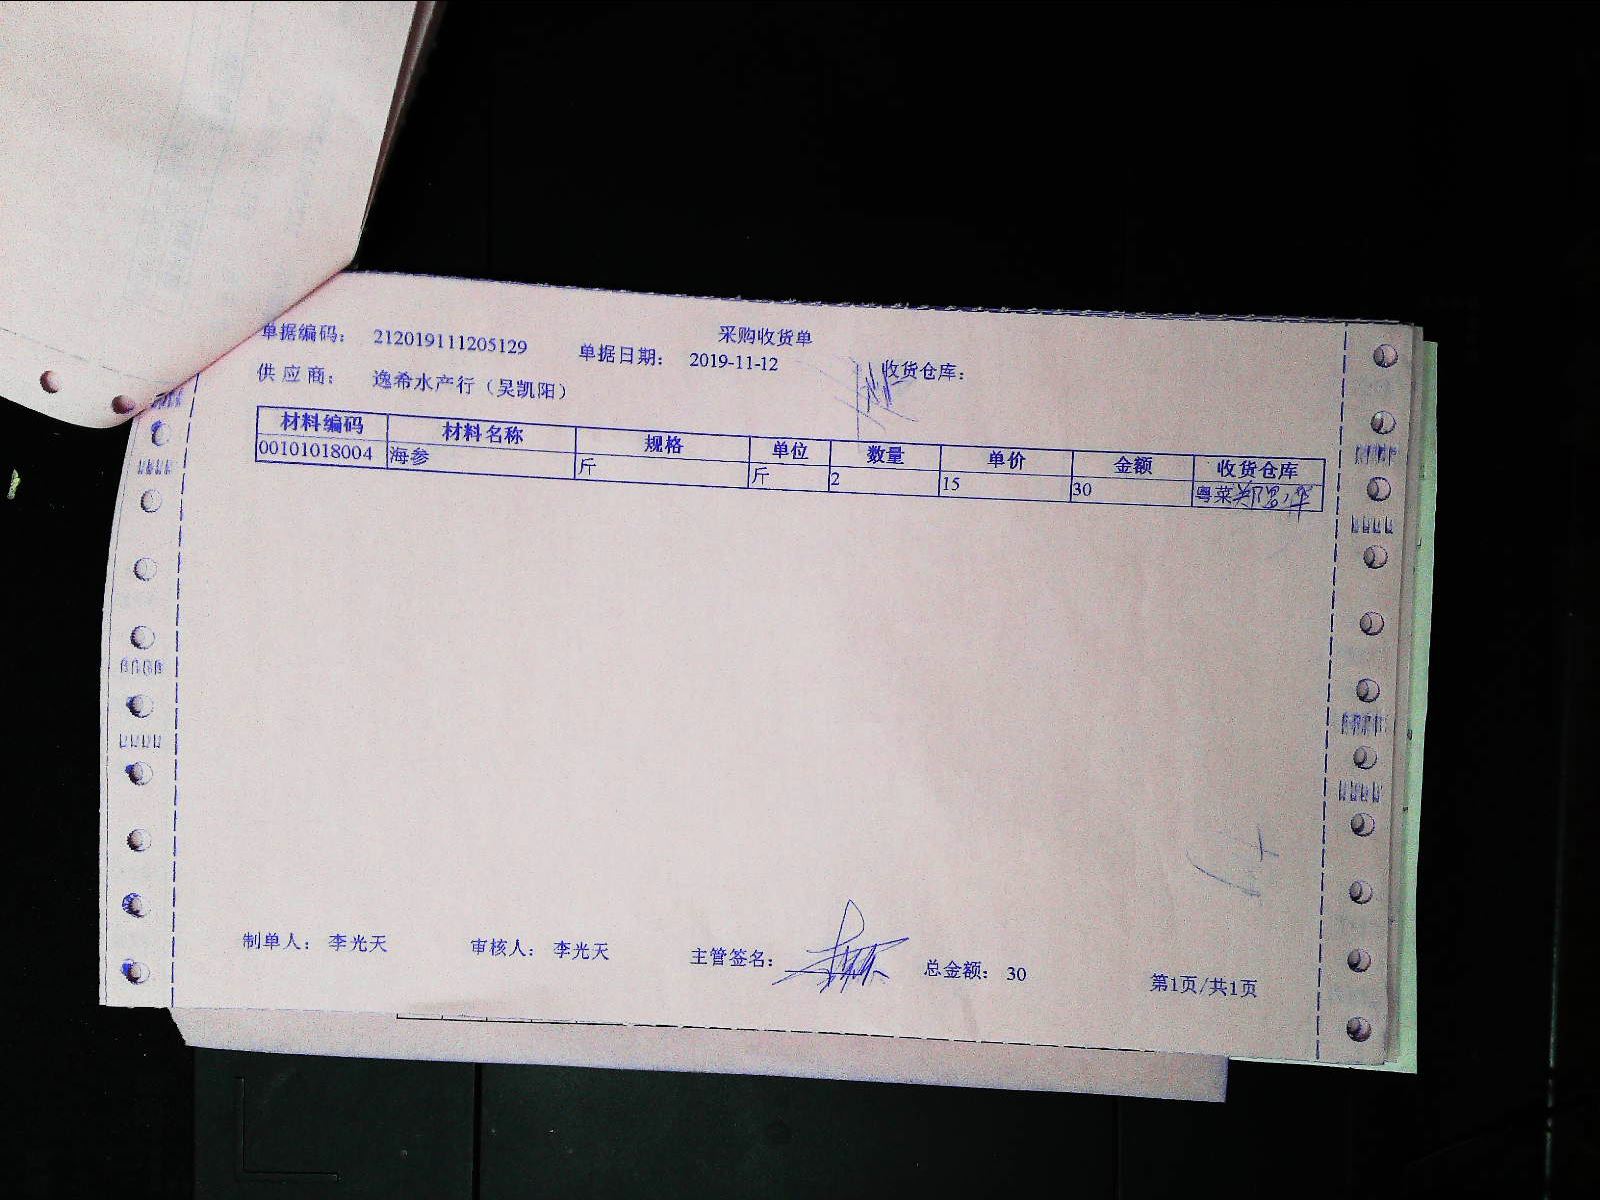 采购收货单
单据编码： 212019111205129 单据日期： 2019-11-12 收货仓库：
供应商： 逸希水产行（吴凯阳）
材料编码 材料名称 规格 单位 数量 单价 金额 收货仓库
00101018004 海参 斤 斤 2 15 30 粤菜
制单人： 李光天 审核人： 李光天 主管签名： 总金额： 30 第1页/共1页